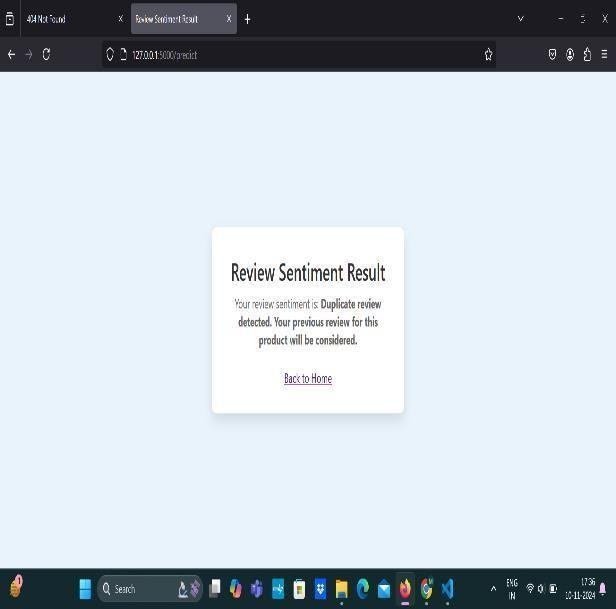 404 Not Found
Review Sentiment Result
127.0.0.1:5000/predict
Review Sentiment Result
Your review sentiment is: Duplicate review
detected. Your previous review for this
product will be considered.
Back to Home
1
Search
ENG
IN
17:36
10-11-2024